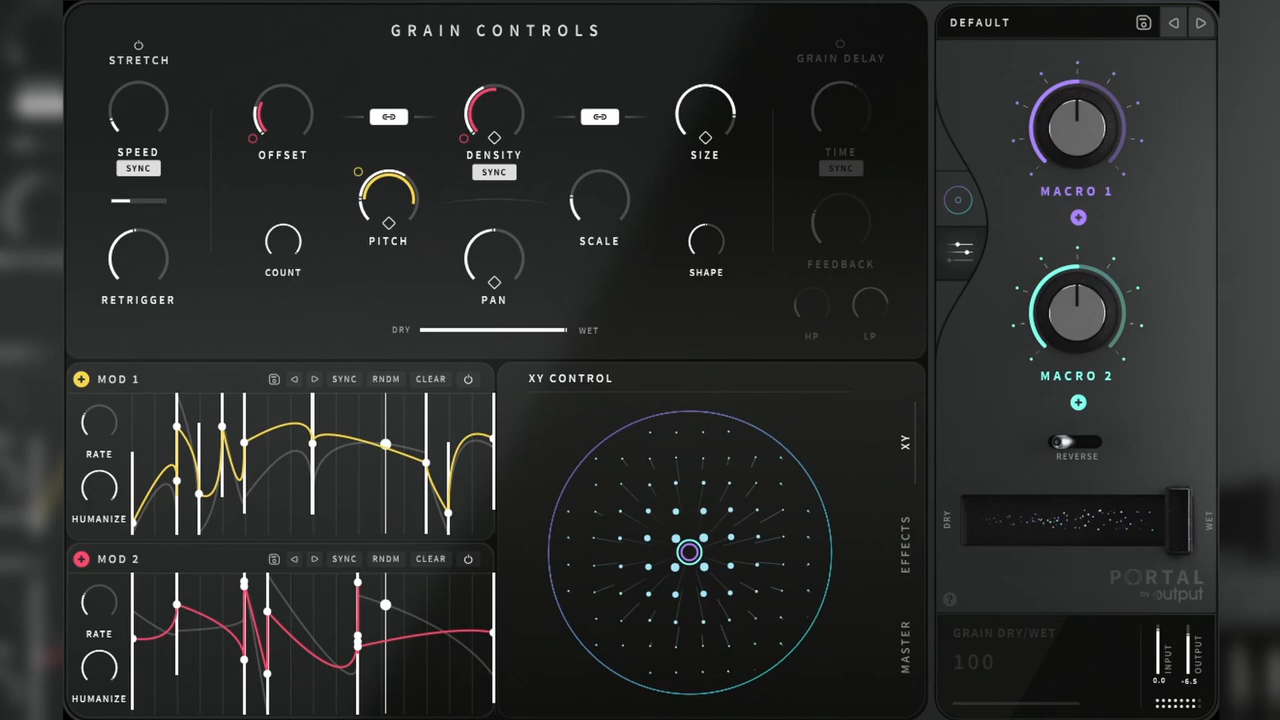 GRAIN CONTROLS
STRETCH
SPEED
SYNC
RETRIGGER
OFFSET
COUNT
PITCH
DENSITY
SYNC
PAN
SCALE
SIZE
SHAPE
GRAIN DELAY
TIME
SYNC
FEEDBACK
HP LP
DRY WET
MOD 1 SYNC RNDM CLEAR
RATE
HUMANIZE
MOD 2 SYNC RNDM CLEAR
RATE
HUMANIZE
XY CONTROL
XY
EFFECTS
MASTER
DEFAULT
MACRO 1
MACRO 2
REVERSE
DRY WET
PORTAL
by output
?
GRAIN DRY/WET
100
INPUT OUTPUT
0.0 -6.5